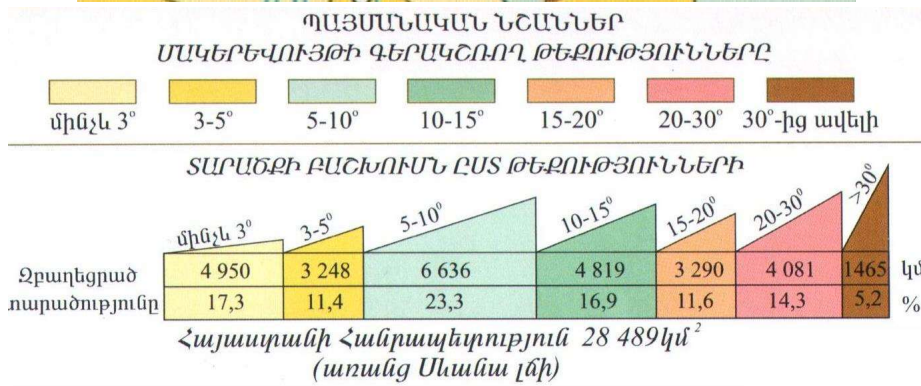 ՊԱՅՄԱՆԱԿԱՆ ՆՇԱՆՆԵՐ
ՄԱԿԵՐԵՎՈՒՅԹԻ ԳԵՐԱԿՇՌՈՂ ԹԵՔՈՒԹՅՈՒՆՆԵՐԸ
մինչև 3° 3-5° 5-10° 10-15° 15-20° 20-30° 30°-ից ավելի
ՏԱՐԱԾՔԻ ԲԱՇԽՈՒՄՆ ԸՍՏ ԹԵՔՈՒԹՅՈՒՆՆԵՐԻ
մինչև 3° 3-5° 5-10° 10-15° 15-20° 20-30° >30°
Զբաղեցրած 4 950 3 248 6 636 4 819 3 290 4 081 1465 կմ
տարածությունը 17,3 11,4 23,3 16,9 11,6 14,3 5,2 %
Հայաստանի Հանրապետություն 28 489կմ²
(առանց Սևանա լճի)